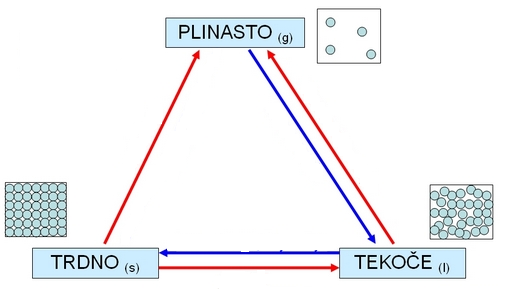 PLINASTO (g)
TRDNO (s)
TEKOČE (l)